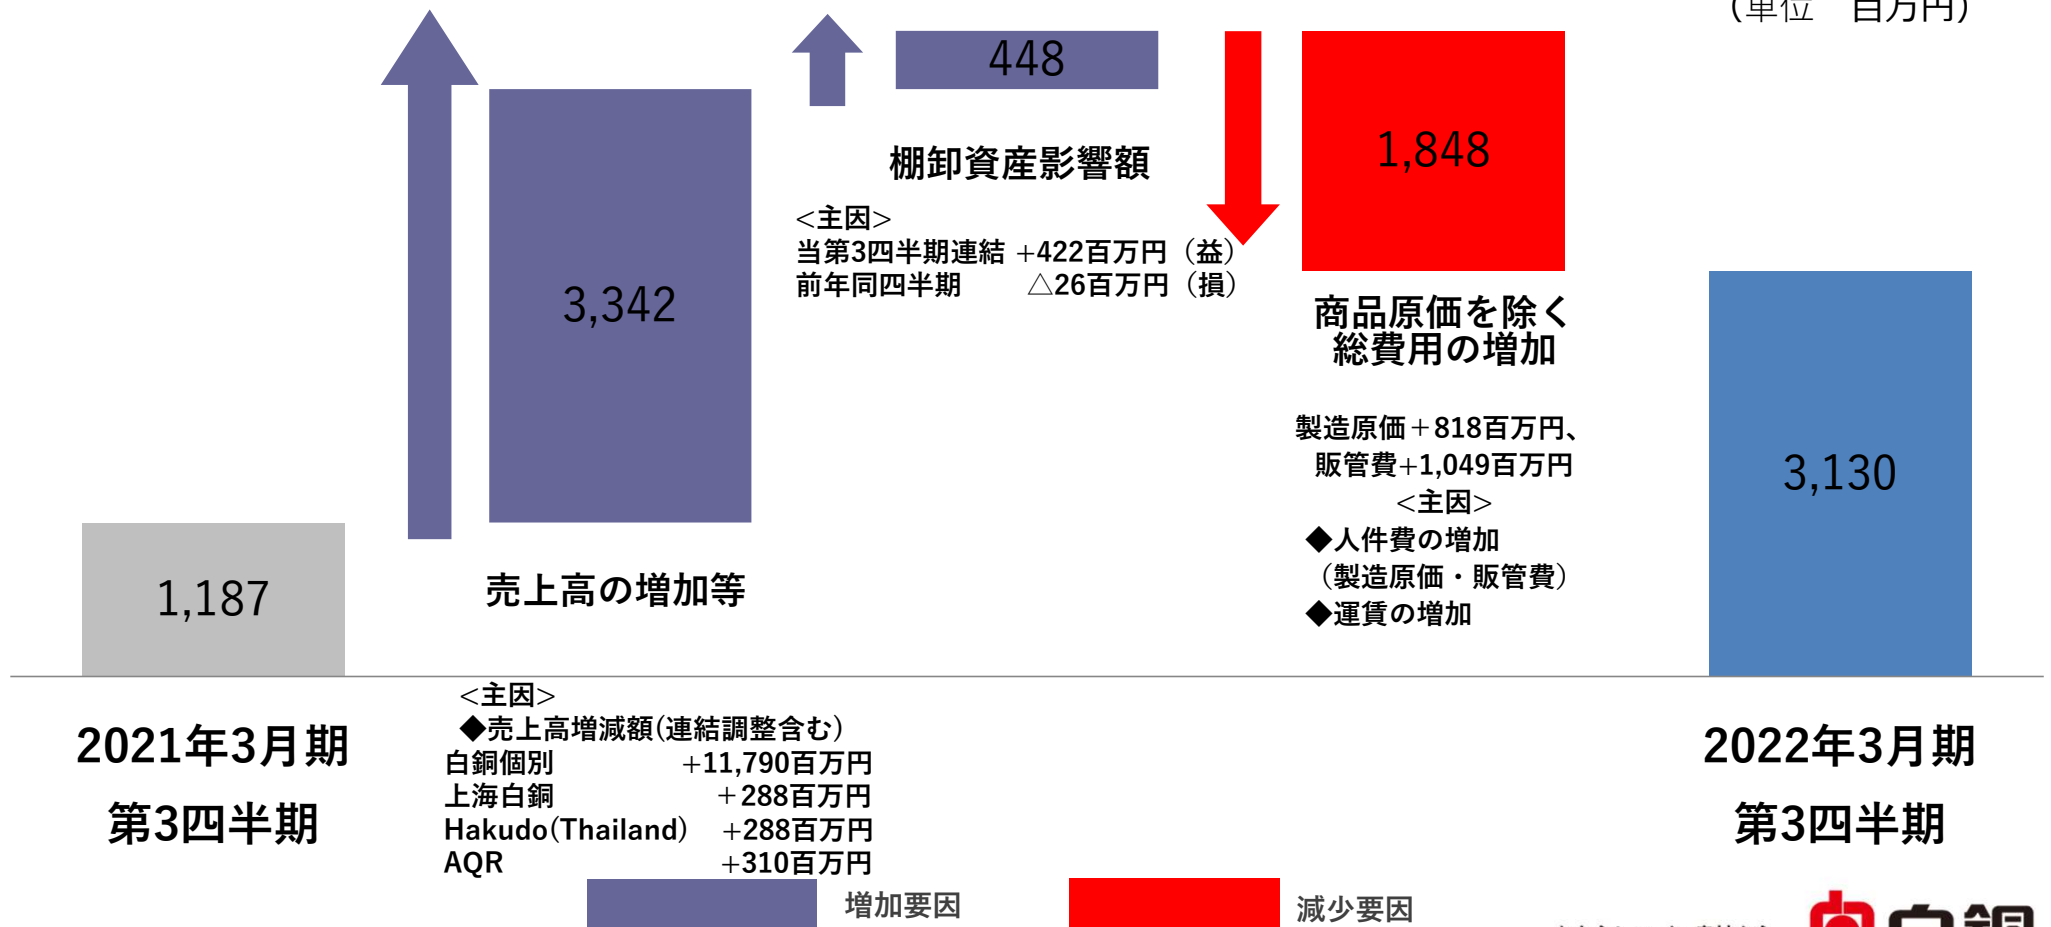 （単位　百万円）
448
1,848
3,342
棚卸資産影響額
<主因>
当第3四半期連結 +422百万円（益）
前年同四半期 △26百万円（損）
商品原価を除く
総費用の増加
製造原価＋818百万円、
販管費+1,049百万円
<主因>
◆人件費の増加
（製造原価・販管費）
◆運賃の増加
3,130
1,187
売上高の増加等
2021年3月期
第3四半期
<主因>
◆売上高増減額(連結調整含む)
白銅個別 +11,790百万円
上海白銅 ＋288百万円
Hakudo(Thailand) +288百万円
AQR +310百万円
2022年3月期
第3四半期
増加要因
減少要因
白銅